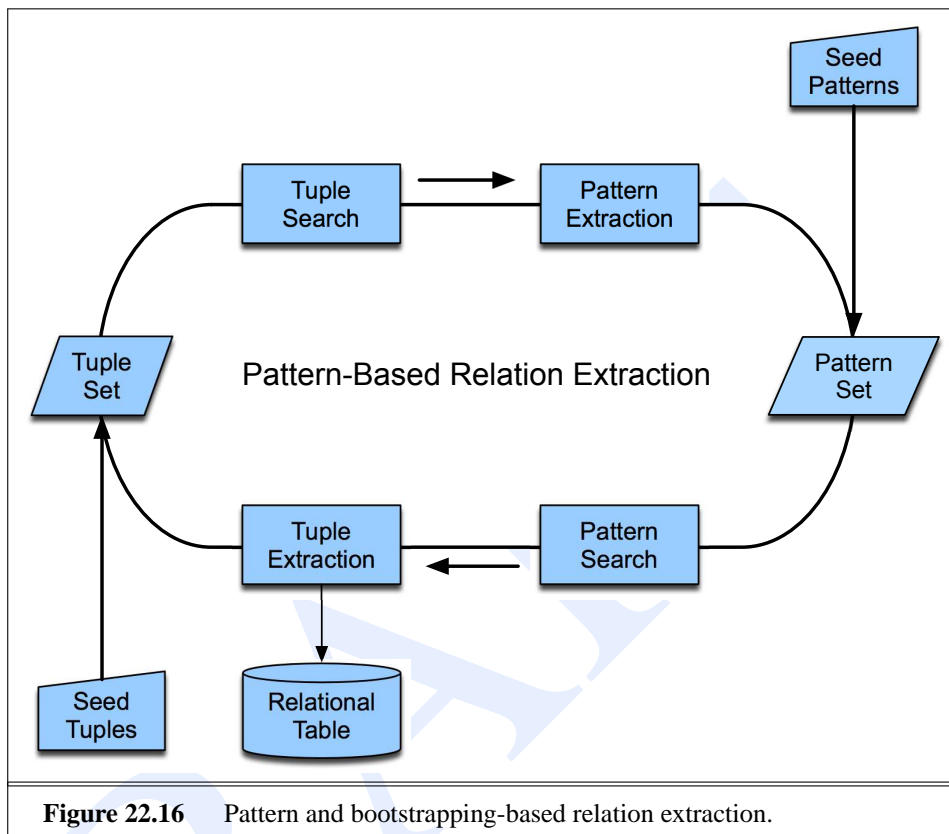 Seed
Patterns
Tuple
Search
Pattern
Extraction
Tuple
Set
Pattern-Based Relation Extraction
Pattern
Set
Tuple
Extraction
Pattern
Search
Seed
Tuples
Relational
Table
Figure 22.16 Pattern and bootstrapping-based relation extraction.